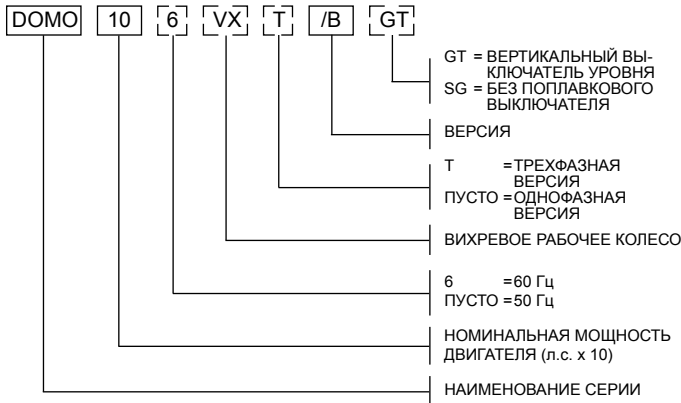 DOMO 10 6 VX T /B GT
GT = ВЕРТИКАЛЬНЫЙ ВЫ-
КЛЮЧАТЕЛЬ УРОВНЯ
SG = БЕЗ ПОПЛАВКОВОГО
ВЫКЛЮЧАТЕЛЯ
ВЕРСИЯ
T =ТРЕХФАЗНАЯ
ВЕРСИЯ
ПУСТО =ОДНОФАЗНАЯ
ВЕРСИЯ
ВИХРЕВОЕ РАБОЧЕЕ КОЛЕСО
6 =60 Гц
ПУСТО =50 Гц
НОМИНАЛЬНАЯ МОЩНОСТЬ
ДВИГАТЕЛЯ (л.с. x 10)
НАИМЕНОВАНИЕ СЕРИИ